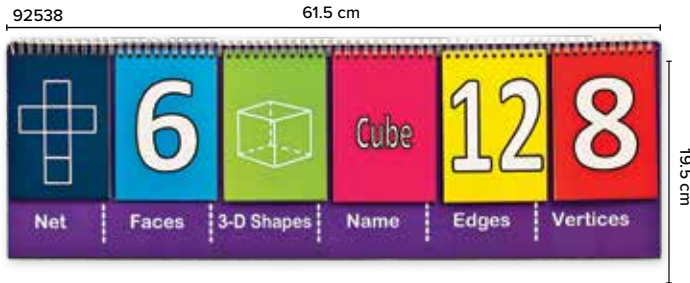 92538
61.5 cm
6
Cube
12
8
19.5 cm
Net
Faces
3-D Shapes
Name
Edges
Vertices